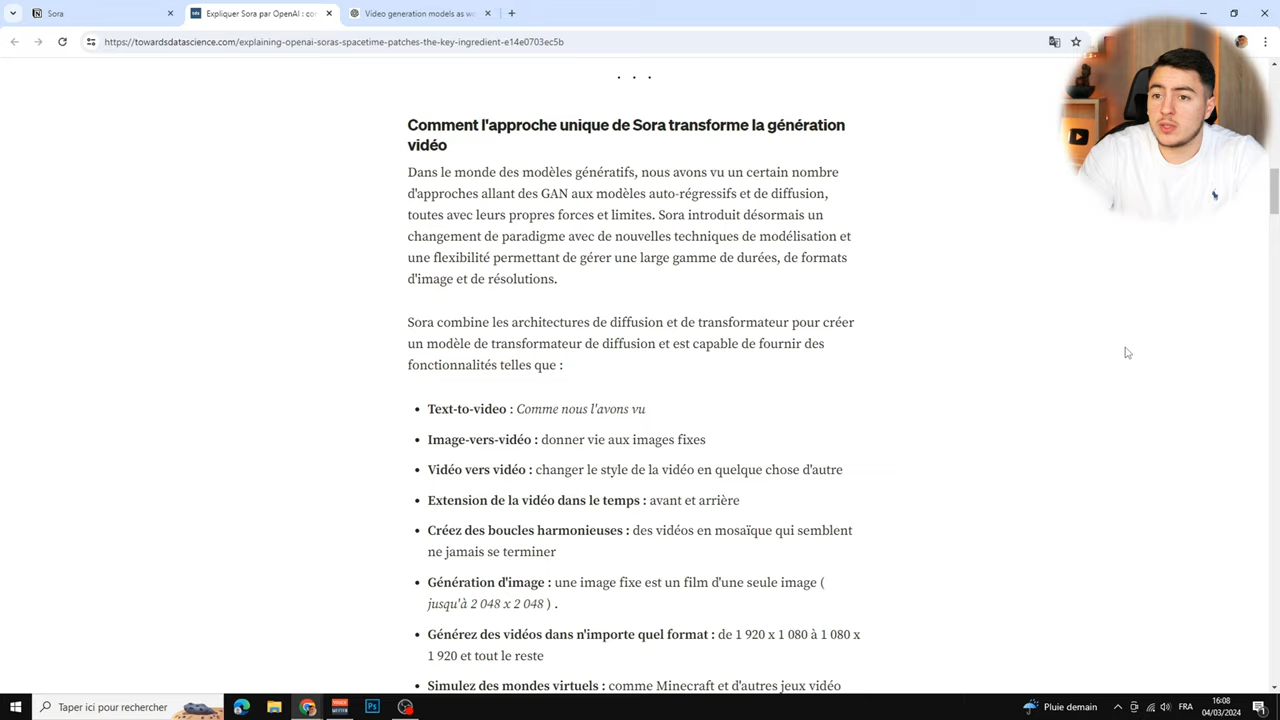 Sora
Expliquer Sora par OpenAI : co
Video generation models as w
https://towardsdatascience.com/explaining-openai-soras-spacetime-patches-the-key-ingredient-e14e0703ec5b
. . .
Comment l'approche unique de Sora transforme la génération
vidéo
Dans le monde des modèles génératifs, nous avons vu un certain nombre
d'approches allant des GAN aux modèles auto-régressifs et de diffusion,
toutes avec leurs propres forces et limites. Sora introduit désormais un
changement de paradigme avec de nouvelles techniques de modélisation et
une flexibilité permettant de gérer une large gamme de durées, de formats
d'image et de résolutions.
Sora combine les architectures de diffusion et de transformateur pour créer
un modèle de transformateur de diffusion et est capable de fournir des
fonctionnalités telles que :
• Text-to-video : Comme nous l'avons vu
• Image-vers-vidéo : donner vie aux images fixes
• Vidéo vers vidéo : changer le style de la vidéo en quelque chose d'autre
• Extension de la vidéo dans le temps : avant et arrière
• Créez des boucles harmonieuses : des vidéos en mosaïque qui semblent
ne jamais se terminer
• Génération d'image : une image fixe est un film d'une seule image (
jusqu'à 2 048 x 2 048 ) .
• Générez des vidéos dans n'importe quel format : de 1 920 x 1 080 à 1 080 x
1 920 et tout le reste
• Simulez des mondes virtuels : comme Minecraft et d'autres jeux vidéo
Taper ici pour rechercher
Ps
Pluie demain
FRA
16:08
04/03/2024